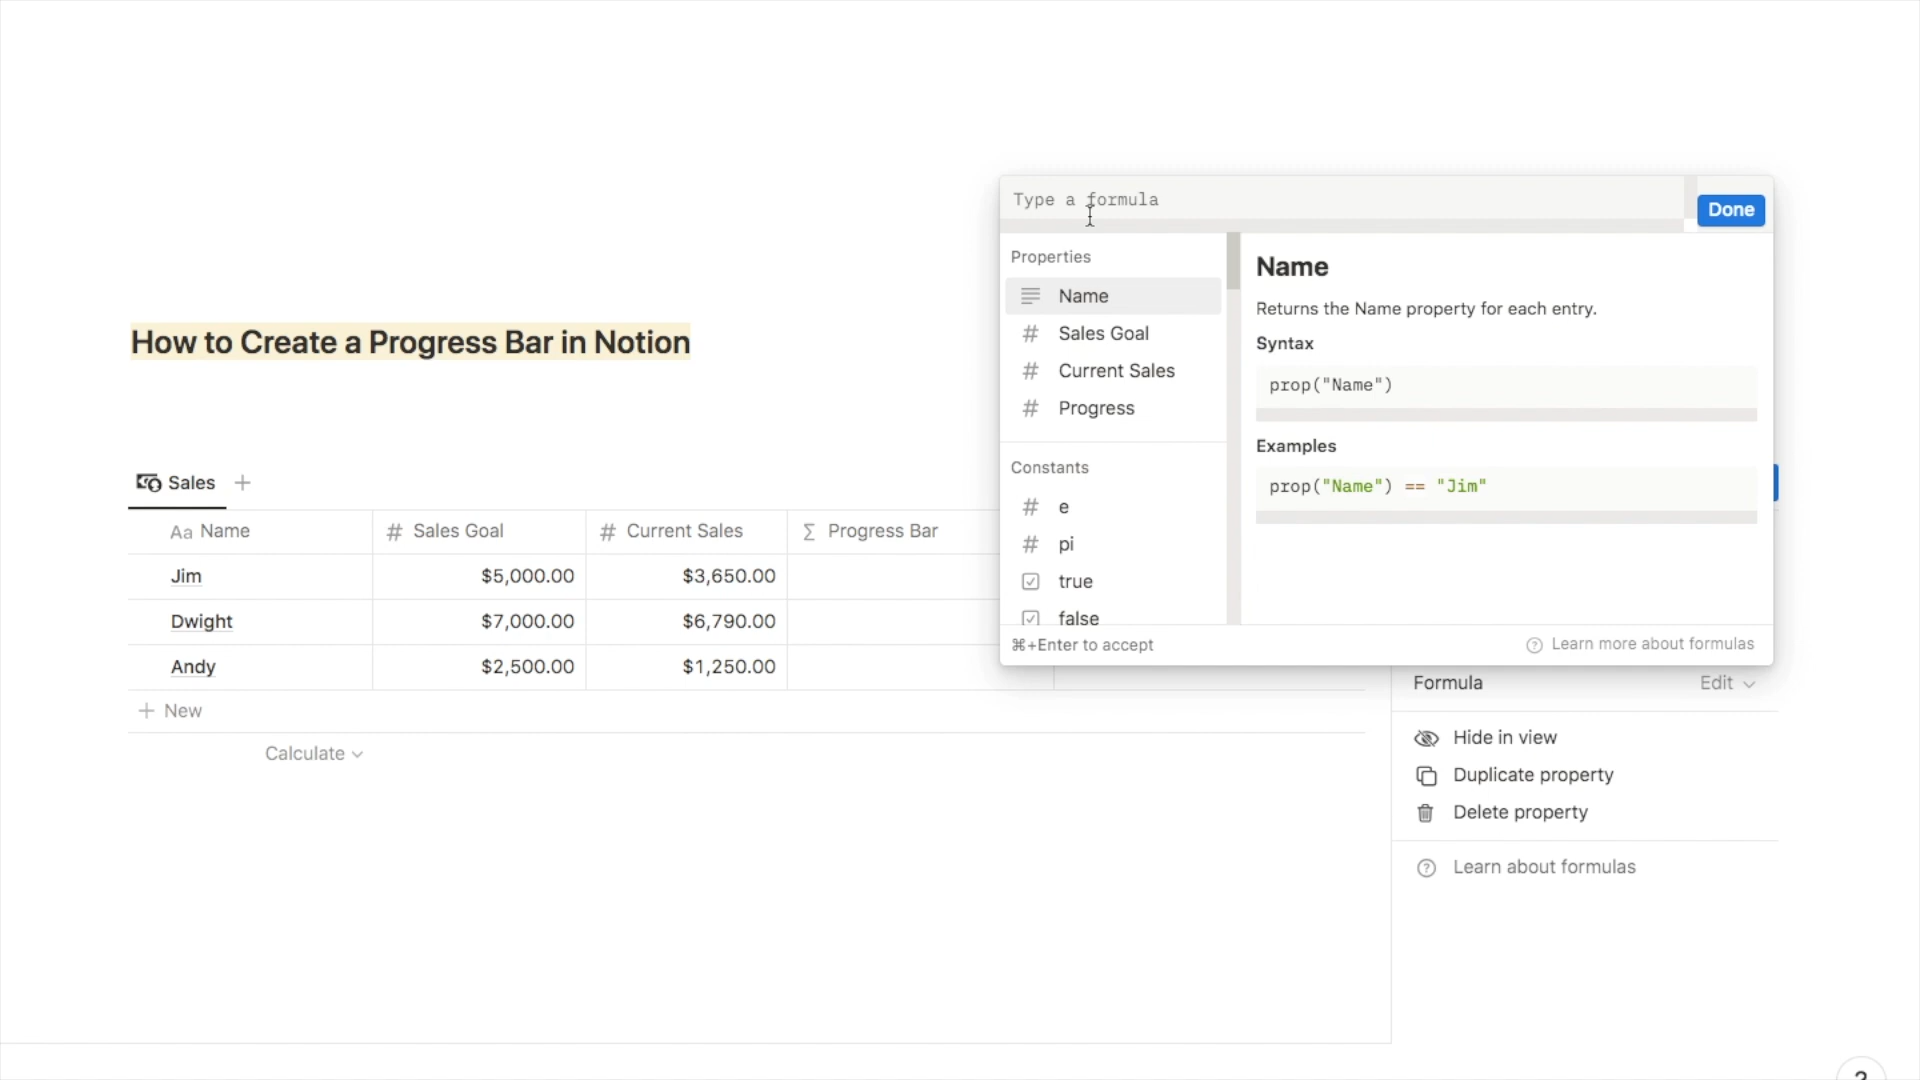 Type a formula
Done
Properties
Name
Sales Goal
Current Sales
Progress
Constants
e
pi
true
false
Name
Returns the Name property for each entry.
Syntax
prop("Name")
Examples
prop("Name") == "Jim"
⌘+Enter to accept
Learn more about formulas
How to Create a Progress Bar in Notion
Sales
Aa Name # Sales Goal # Current Sales Σ Progress Bar
Jim $5,000.00 $3,650.00
Dwight $7,000.00 $6,790.00
Andy $2,500.00 $1,250.00
+ New
Calculate
Formula Edit
Hide in view
Duplicate property
Delete property
Learn about formulas
?